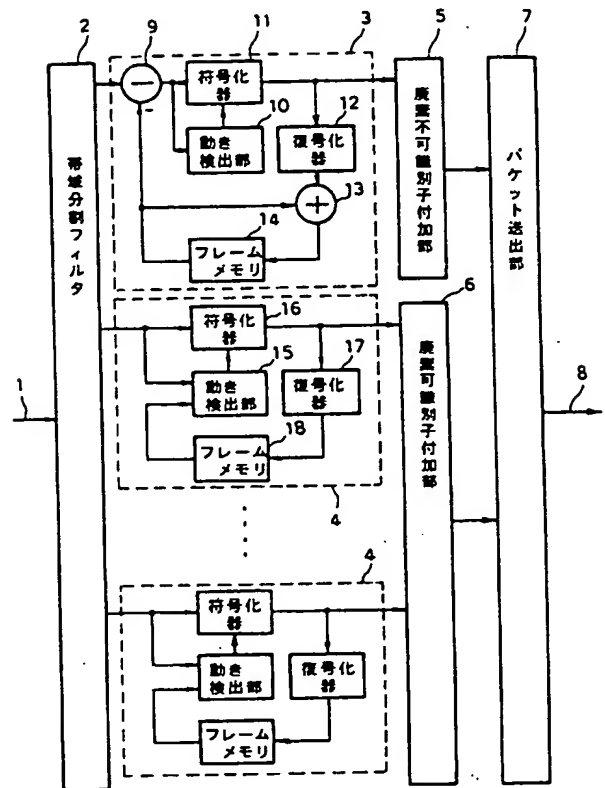 2
9
11
3
5
7
符号化
器
10
12
動き
検出部
復号化
器
13
14
フレーム
メモリ
帯域分割フィルタ
廃棄不可識別子付加部
パケット送出部
16
6
符号化
器
15
17
動き
検出部
復号化
器
18
フレーム
メモリ
1
8
4
廃棄可識別子付加部
4
符号化
器
動き
検出部
復号化
器
フレーム
メモリ